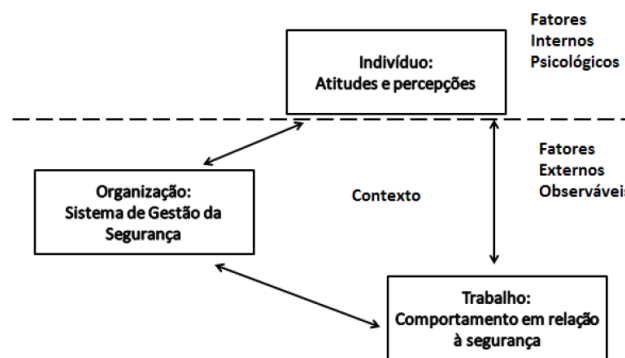 Fatores
Internos
Psicológicos
Indivíduo:
Atitudes e percepções
Fatores
Externos
Observáveis
Organização:
Sistema de Gestão da
Segurança
Contexto
Trabalho:
Comportamento em relação
à segurança